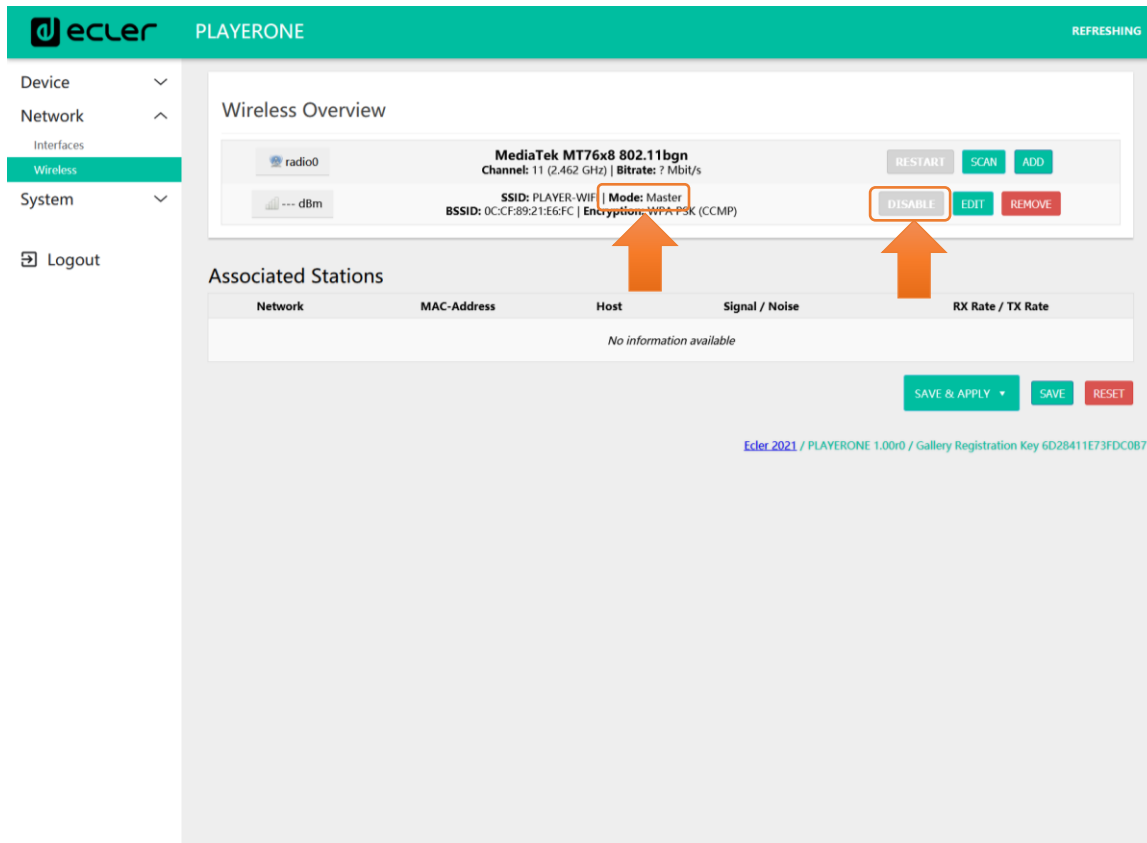 ecler
PLAYERONE
REFRESHING
Device
Network
Interfaces
Wireless
System
Logout
Wireless Overview
radio0
MediaTek MT76x8 802.11bgn
Channel: 11 (2.462 GHz) | Bitrate: ? Mbit/s
RESTART SCAN ADD
--- dBm
SSID: PLAYER-WIFI | Mode: Master
BSSID: 0C:CF:89:21:E6:FC | Encryption: WPA-PSK (CCMP)
DISABLE EDIT REMOVE
Associated Stations
Network MAC-Address Host Signal / Noise RX Rate / TX Rate
No information available
SAVE & APPLY SAVE RESET
Ecler 2021 / PLAYERONE 1.00r0 / Gallery Registration Key 6D28411E73FDC0B7